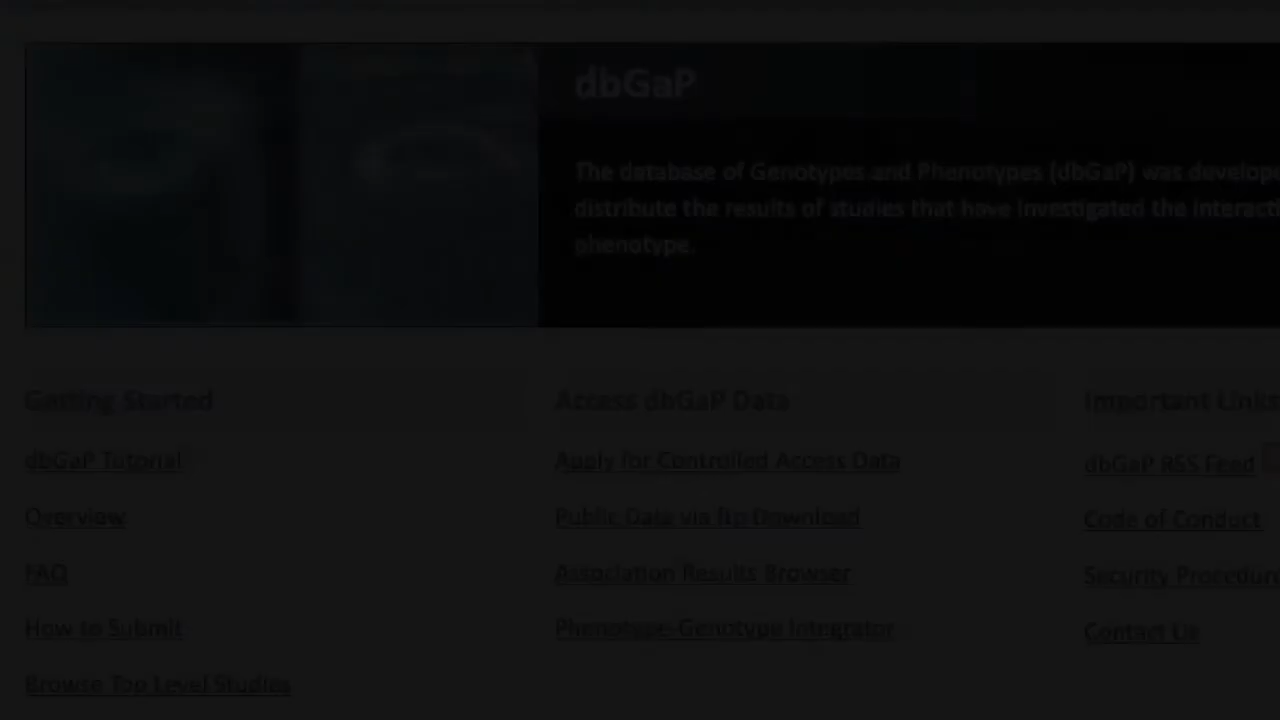 dbGaP
The database of Genotypes and Phenotypes (dbGaP) was develop
distribute the results of studies that have investigated the interacti
phenotype.
Getting Started
Access dbGaP Data
Important Links
dbGaP Tutorial
Apply for Controlled Access Data
dbGaP RSS Feed
Overview
Public Data via ftp Download
Code of Conduct
FAQ
Association Results Browser
Security Procedure
How to Submit
Phenotype-Genotype Integrator
Contact Us
Browse Top Level Studies